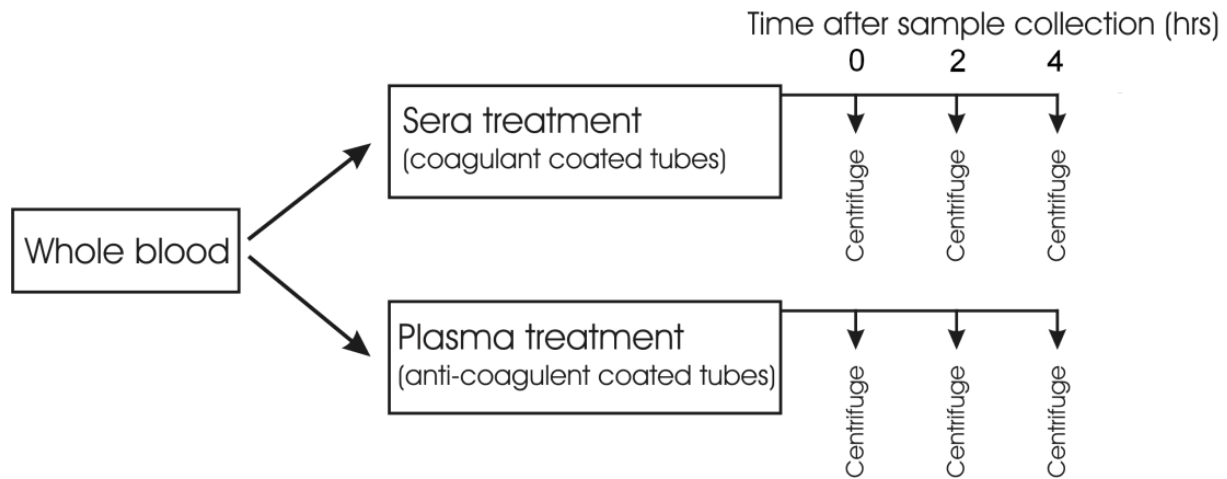 Time after sample collection (hrs)
0 2 4
Sera treatment
(coagulant coated tubes)
Centrifuge Centrifuge Centrifuge
Whole blood
Plasma treatment
(anti-coagulent coated tubes)
Centrifuge Centrifuge Centrifuge